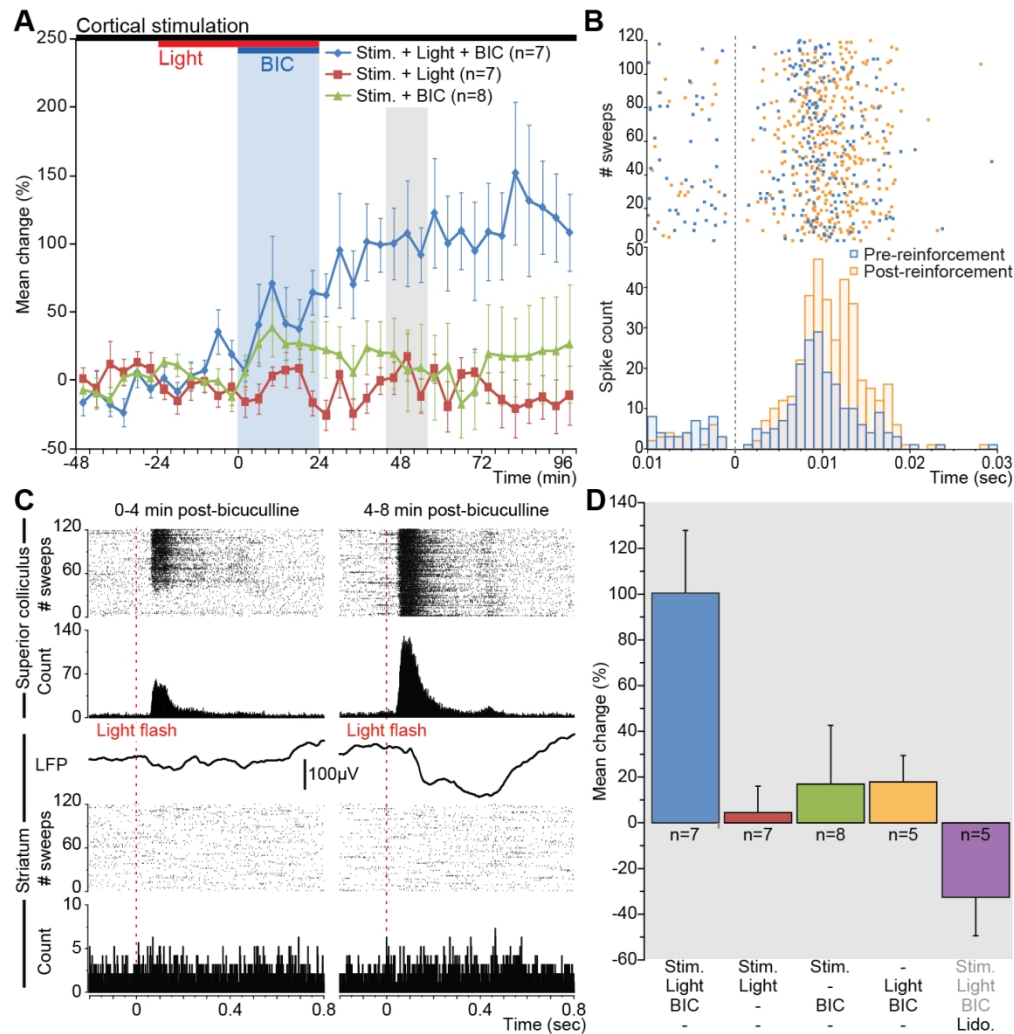 A
Cortical stimulation
Light
BIC
Stim. + Light + BIC (n=7)
Stim. + Light (n=7)
Stim. + BIC (n=8)
250
200
150
100
50
0
-50
Mean change (%)
-48 -24 0 24 48 72 96
Time (min)
B
120
100
80
60
40
20
0
# sweeps
Pre-reinforcement
Post-reinforcement
50
40
30
20
10
0
Spike count
0.01 0 0.01 0.02 0.03
Time (sec)
C
0-4 min post-bicuculline 4-8 min post-bicuculline
Superior colliculus
# sweeps
120
60
0
Count
140
70
0
Light flash Light flash
LFP
100µV
Striatum
# sweeps
120
60
0
Count
10
5
0
0 0.4 0.8 0 0.4 0.8
Time (sec)
D
140
120
100
80
60
40
20
0
-20
-40
-60
Mean change (%)
n=7 n=7 n=8 n=5 n=5
Stim. Stim. Stim. - Stim.
Light Light - Light Light
BIC - BIC BIC BIC
- - - - Lido.